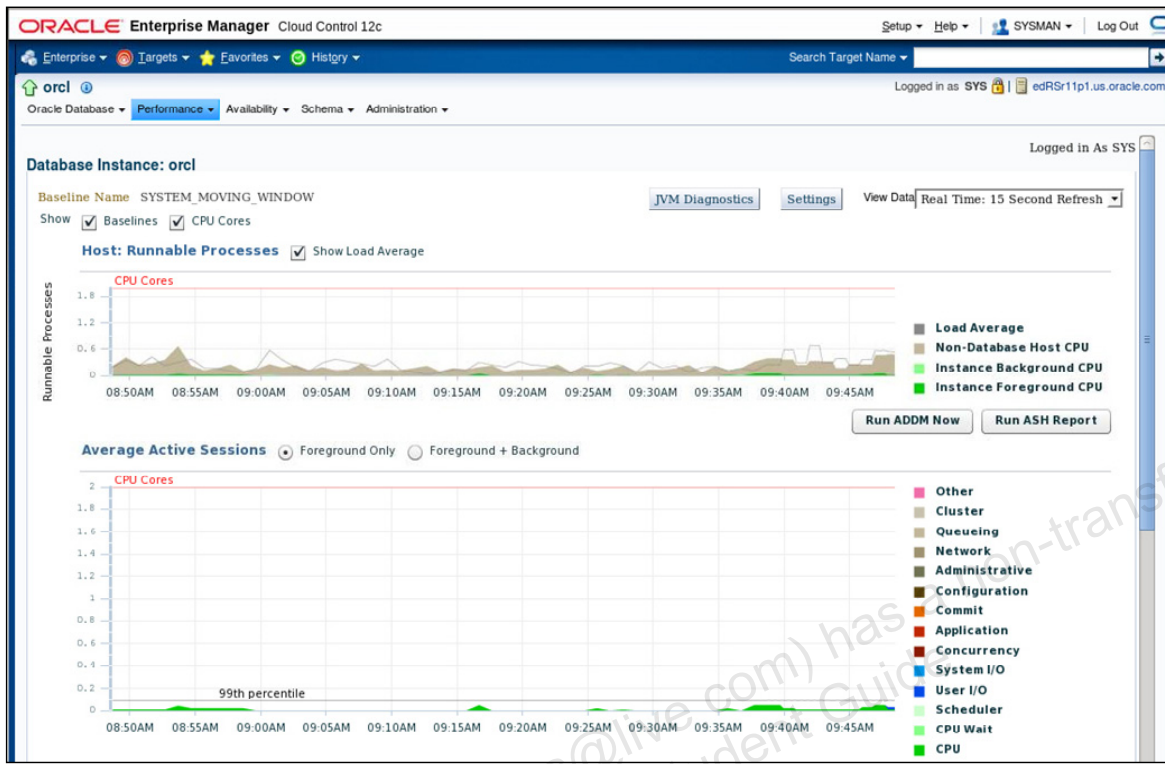 ORACLE Enterprise Manager Cloud Control 12c
Setup Help SYSMAN Log Out
Enterprise Targets Favorites History Search Target Name
orcl Logged in as SYS edRSr11p1.us.oracle.com
Oracle Database Performance Availability Schema Administration
Logged in As SYS
Database Instance: orcl
Baseline Name SYSTEM_MOVING_WINDOW JVM Diagnostics Settings View Data Real Time: 15 Second Refresh
Show Baselines CPU Cores
Host: Runnable Processes Show Load Average
Runnable Processes
CPU Cores
1.8
1.2
0.6
0
08:50AM 08:55AM 09:00AM 09:05AM 09:10AM 09:15AM 09:20AM 09:25AM 09:30AM 09:35AM 09:40AM 09:45AM
Load Average
Non-Database Host CPU
Instance Background CPU
Instance Foreground CPU
Run ADDM Now Run ASH Report
Average Active Sessions Foreground Only Foreground + Background
CPU Cores
2
1.8
1.6
1.4
1.2
1
0.8
0.6
0.4
0.2
0
99th percentile
08:50AM 08:55AM 09:00AM 09:05AM 09:10AM 09:15AM 09:20AM 09:25AM 09:30AM 09:35AM 09:40AM 09:45AM
Other
Cluster
Queueing
Network
Administrative
Configuration
Commit
Application
Concurrency
System I/O
User I/O
Scheduler
CPU Wait
CPU
com) has a non-transf
Guide